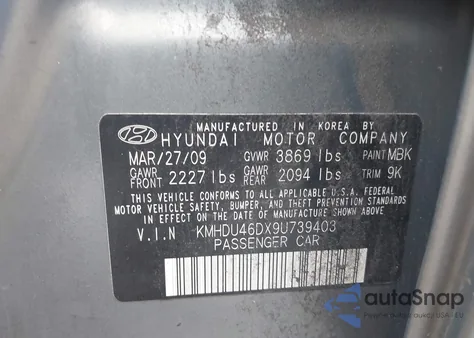 MANUFACTURED IN KOREA BY
HYUNDAI MOTOR COMPANY
MAR/27/09 GVWR 3869 lbs PAINT MBK
GAWR FRONT 2227 lbs GAWR REAR 2094 lbs TRIM 9K
THIS VEHICLE CONFORMS TO ALL APPLICABLE U.S.A. FEDERAL
MOTOR VEHICLE SAFETY, BUMPER, AND THEFT PREVENTION STANDARDS
IN EFFECT ON THE DATE OF MANUFACTURE SHOWN ABOVE.
V.I.N KMHDU46DX9U739403
PASSENGER CAR
autoSnap